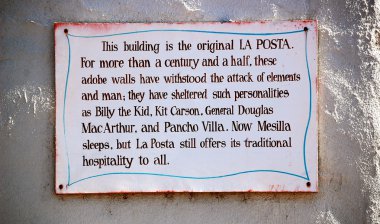 This building is the original LA POSTA.
For more than a century and a half, these
adobe walls have withstood the attack of elements
and man; they have sheltered such personalities
as Billy the Kid, Kit Carson, General Douglas
MacArthur, and Pancho Villa. Now Mesilla
sleeps, but La Posta still offers its traditional
hospitality to all.